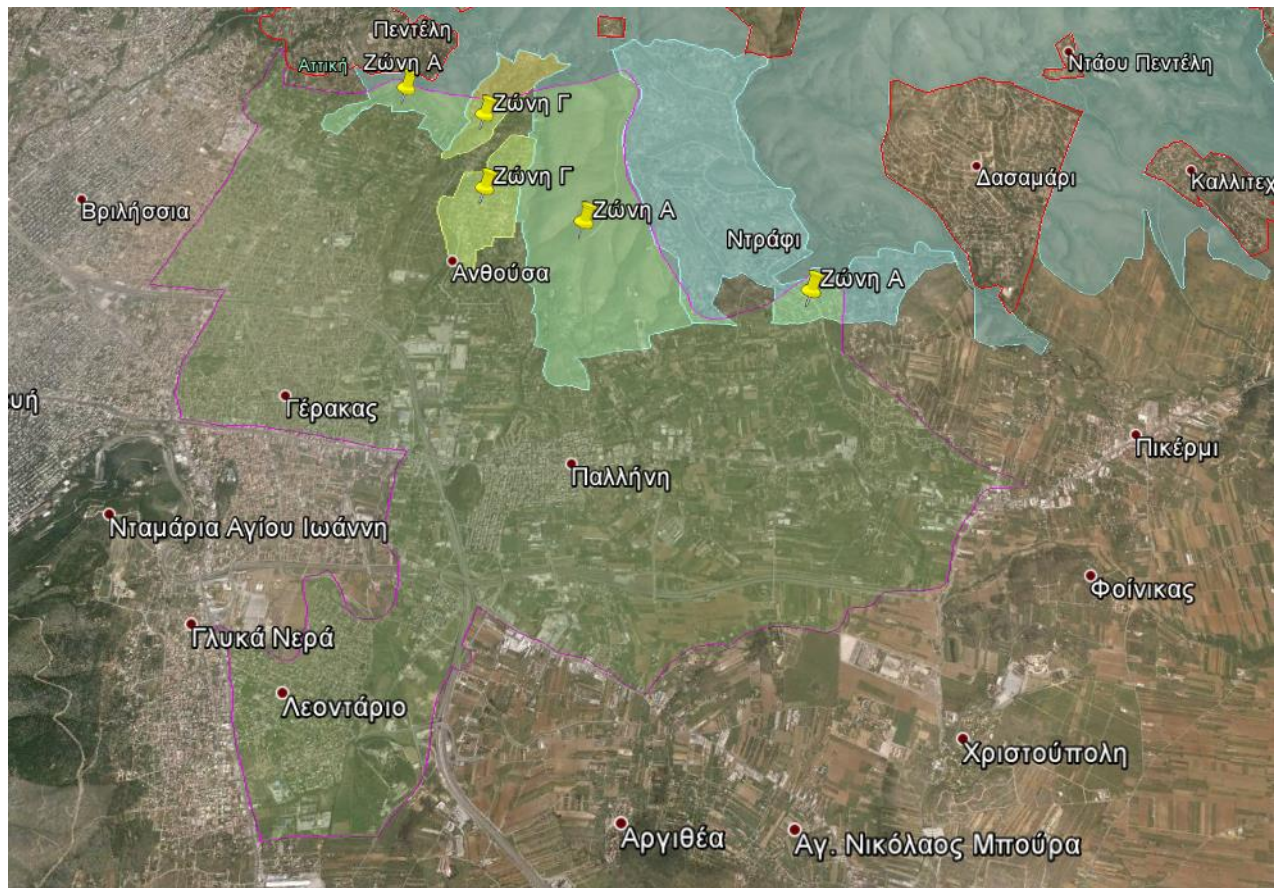 Πεντέλη
Αττική
Ζώνη Α
Ντάου Πεντέλη
Ζώνη Γ
Δασαμάρι
Καλλιτεχ
Ζώνη Γ
Βριλήσσια
Ζώνη Α
Ντράφι
Ανθούσα
Ζώνη Α
υή
Γέρακας
Πικέρμι
Παλλήνη
Νταμάρια Αγίου Ιωάννη
Φοίνικας
Γλυκά Νερά
Λεοντάριο
Χριστούπολη
Αργιθέα
Αγ. Νικόλαος Μπούρα